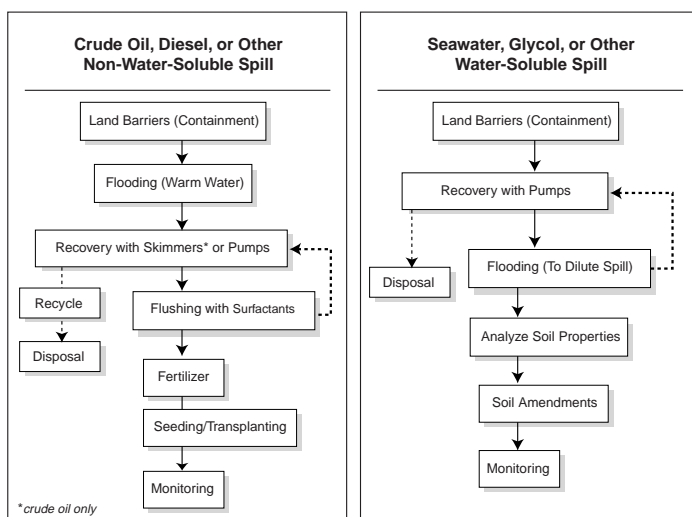 Crude Oil, Diesel, or Other
Non-Water-Soluble Spill
Land Barriers (Containment)
Flooding (Warm Water)
Recovery with Skimmers* or Pumps
Recycle
Flushing with Surfactants
Disposal
Fertilizer
Seeding/Transplanting
Monitoring
*crude oil only
Seawater, Glycol, or Other
Water-Soluble Spill
Land Barriers (Containment)
Recovery with Pumps
Disposal
Flooding (To Dilute Spill)
Analyze Soil Properties
Soil Amendments
Monitoring